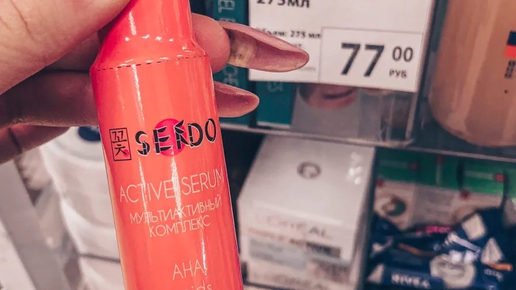 SENDO
ACTIVE SERUM
МУЛЬТИАКТИВНЫЙ
КОМПЛЕКС
AHA
275 мл
77 00
РУБ
L'OREAL
NIVEA